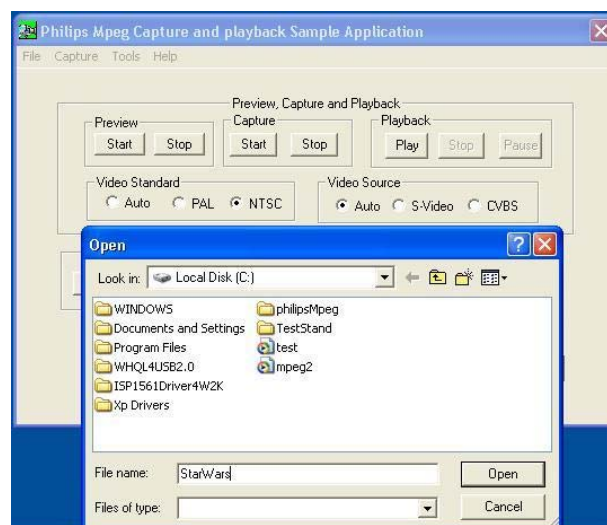 Philips Mpeg Capture and playback Sample Application
File Capture Tools Help
Preview, Capture and Playback
Preview
Capture
Playback
Start Stop
Start Stop
Play Stop Pause
Video Standard
Video Source
Auto PAL NTSC
Auto S-Video CVBS
Open
Look in: Local Disk (C:)
WINDOWS
Documents and Settings
Program Files
WHQL4USB2.0
ISP1561Driver4W2K
Xp Drivers
philipsMpeg
TestStand
test
mpeg2
File name: StarWars Open
Files of type: Cancel